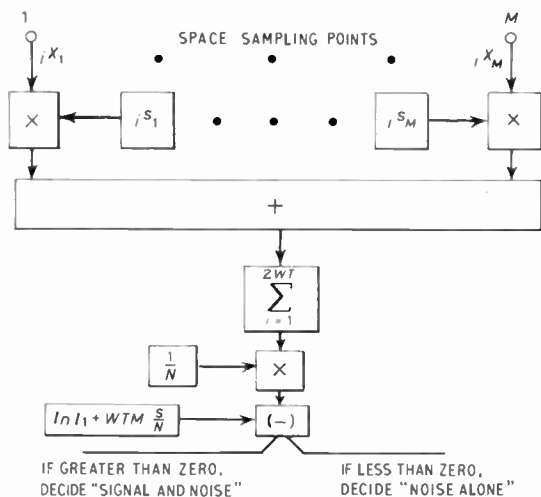 1 SPACE SAMPLING POINTS M
iX1 iXM
× iS1 iSM ×
+
2WT
∑
i=1
1/N ×
ln l1 + WTM S/N (−)
IF GREATER THAN ZERO, IF LESS THAN ZERO,
DECIDE "SIGNAL AND NOISE" DECIDE "NOISE ALONE"